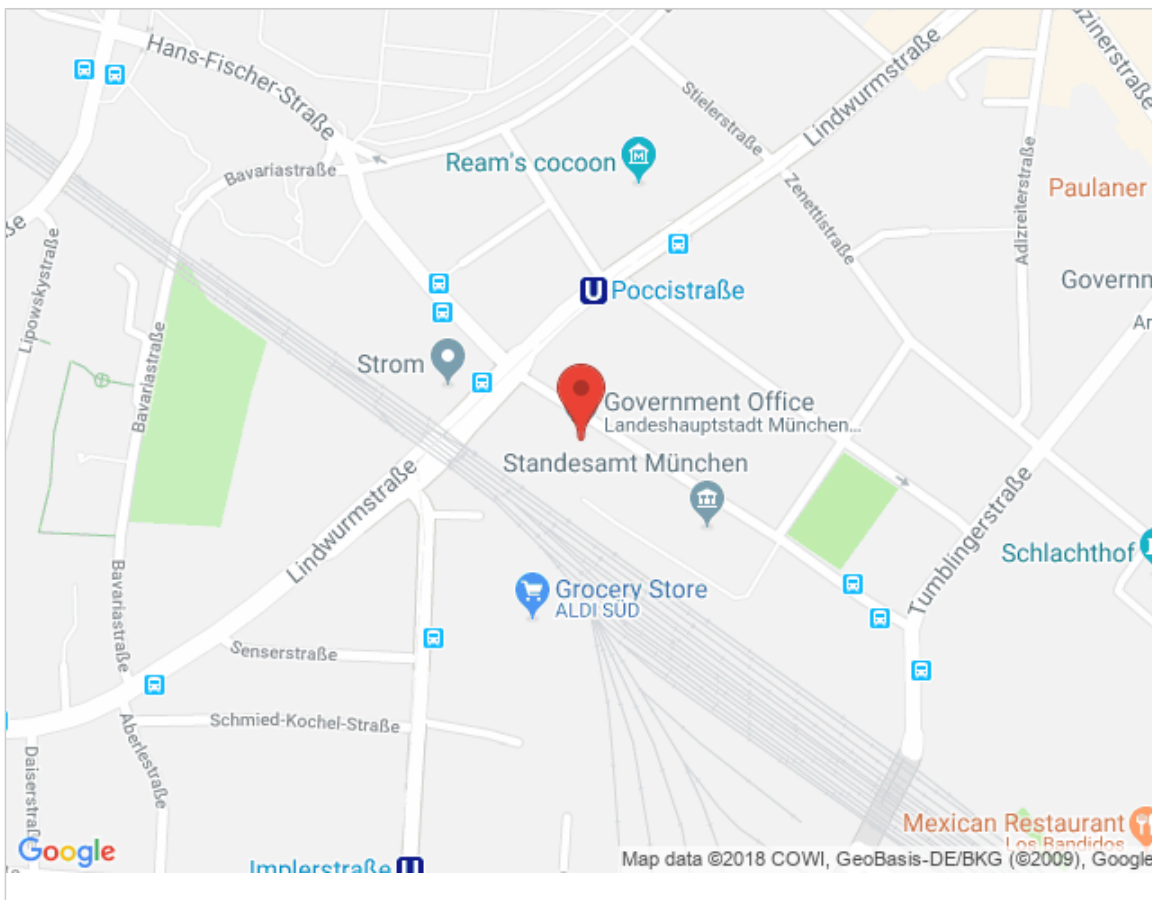 Hans-Fischer-Straße
Lindwurmstraße
Stielerstraße
Ream's cocoon
Bavariastraße
Zenettistraße
Adizreiterstraße
Paulaner
Lipowskystraße
Poccistraße
Bavariastraße
Strom
Government Office
Landeshauptstadt München...
Standesamt München
Lindwurmstraße
Tumblingerstraße
Schlachthof
Grocery Store
ALDI SÜD
Bavariastraße
Senserstraße
Schmied-Kochel-Straße
Aberlestraße
Mexican Restaurant
Los Bandidos
Google
Implerstraße
Map data ©2018 COWI, GeoBasis-DE/BKG (©2009), Google